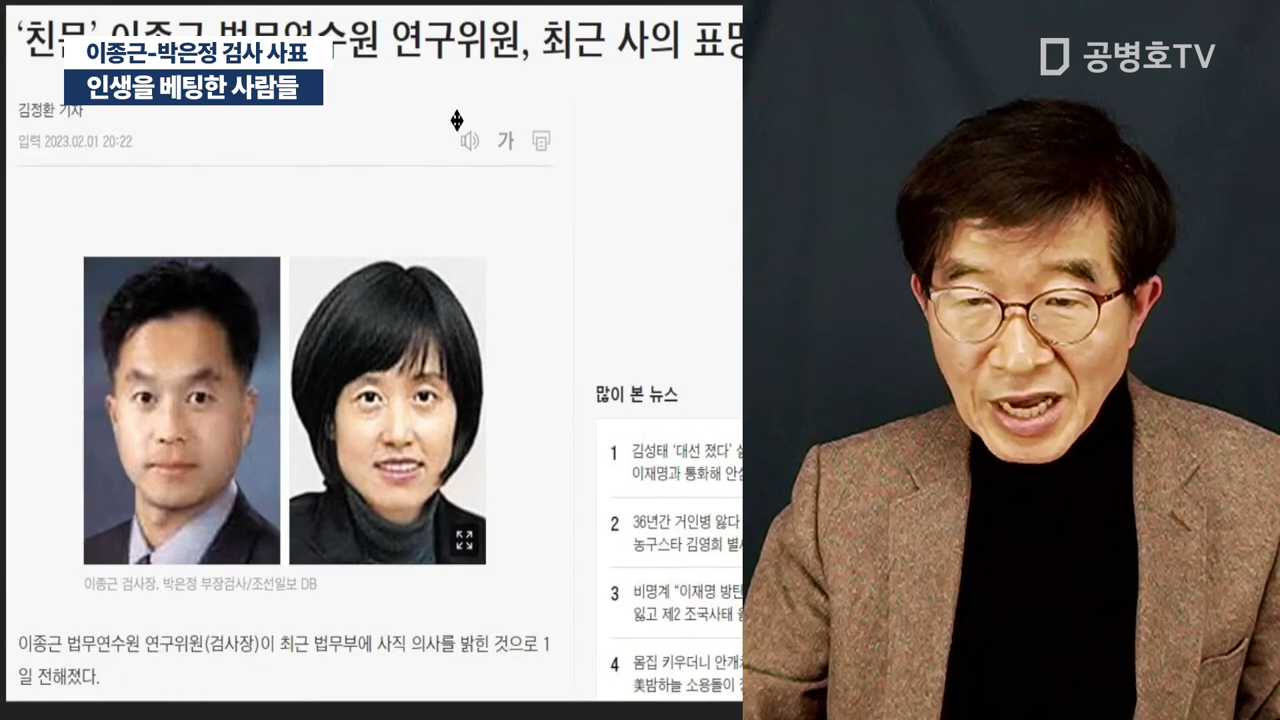 ‘친문’ 이종근 법무연수원 연구위원, 최근 사의 표명
이종근-박은정 검사 사표
인생을 베팅한 사람들
공병호TV
김정환 기자
입력 2023.02.01 20:22
가
이종근 검사장, 박은정 부장검사/조선일보 DB
이종근 법무연수원 연구위원(검사장)이 최근 법무부에 사직 의사를 밝힌 것으로 1
일 전해졌다.
많이 본 뉴스
1 김성태 ‘대선 졌다’
이재명과 통화해
2 36년간 거인병 앓다
농구스타 김영희
3 비명계 “이재명 방탄
잃고 제2 조국사태
4 몸집 키우더니
美밤하늘 소용돌이